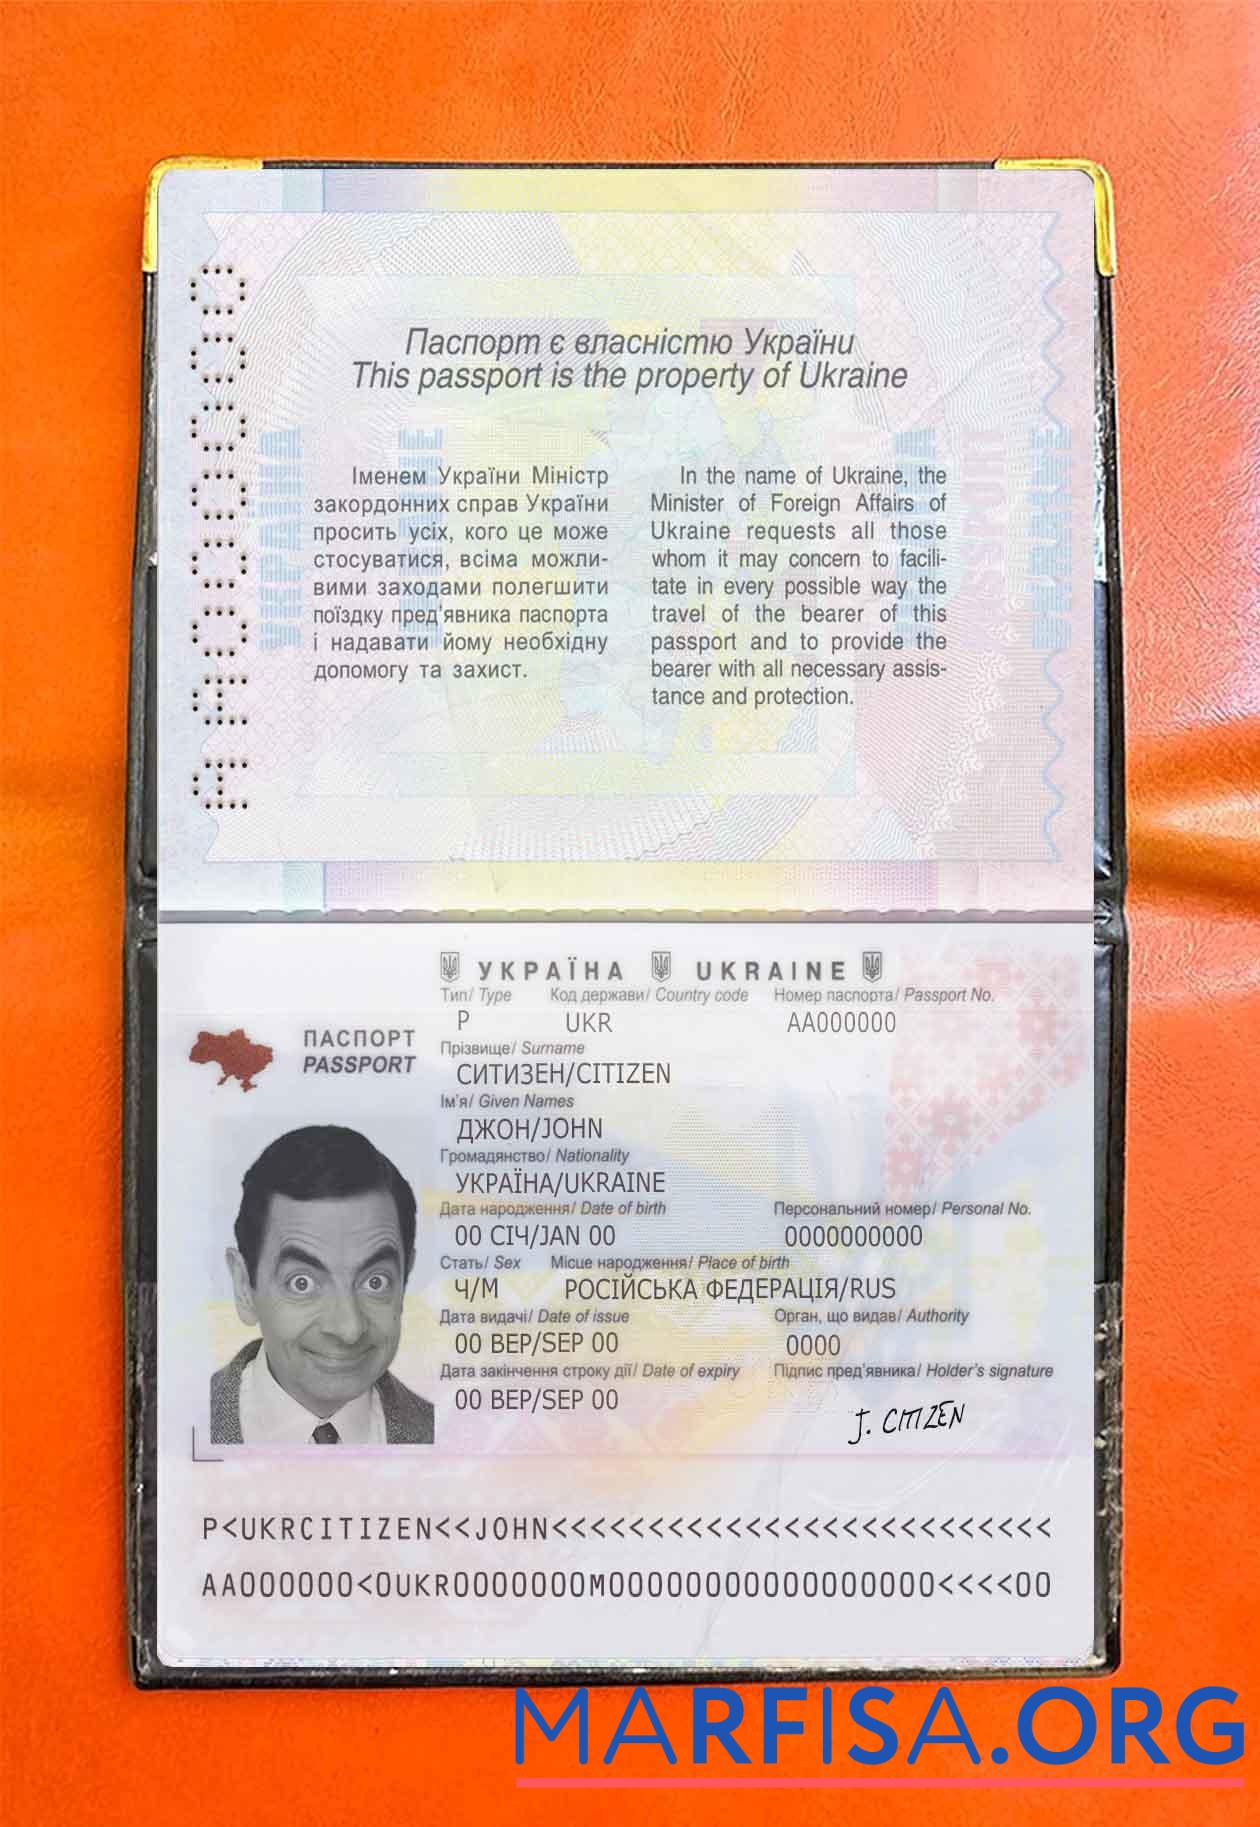 Паспорт є власністю України
This passport is the property of Ukraine
Іменем України Міністр
закордонних справ України
просить усіх, кого це може
стосуватися, всіма можли-
вими заходами полегшити
поїздку пред'явника паспорта
і надавати йому необхідну
допомогу та захист.
In the name of Ukraine, the
Minister of Foreign Affairs of
Ukraine requests all those
whom it may concern to facili-
tate in every possible way the
travel of the bearer of this
passport and to provide the
bearer with all necessary assis-
tance and protection.
УКРАЇНА UKRAINE
Тип/ Type Код держави/ Country code Номер паспорта/ Passport No.
P UKR AA000000
ПАСПОРТ
PASSPORT
Прізвище/ Surname
СИТИЗЕН/CITIZEN
Ім'я/ Given Names
ДЖОН/JOHN
Громадянство/ Nationality
УКРАЇНА/UKRAINE
Дата народження/ Date of birth Персональний номер/ Personal No.
00 СІЧ/JAN 00 0000000000
Стать/ Sex Місце народження/ Place of birth
Ч/M РОСІЙСЬКА ФЕДЕРАЦІЯ/RUS
Дата видачі/ Date of issue Орган, що видав/ Authority
00 ВЕР/SEP 00 0000
Дата закінчення строку дії/ Date of expiry Підпис пред'явника/ Holder's signature
00 ВЕР/SEP 00
J. CITIZEN
P<UKRCITIZEN<<JOHN<<<<<<<<<<<<<<<<<<<<<<<<<<
AA000000<0UKR0000000M00000000000000000<<<<00
MARFISA.ORG